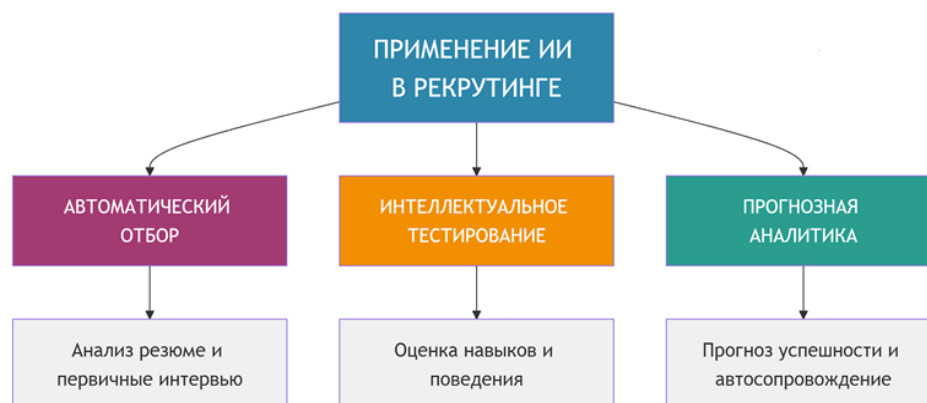 ПРИМЕНЕНИЕ ИИ
В РЕКРУТИНГЕ
АВТОМАТИЧЕСКИЙ
ОТБОР
ИНТЕЛЛЕКТУАЛЬНОЕ
ТЕСТИРОВАНИЕ
ПРОГНОЗНАЯ
АНАЛИТИКА
Анализ резюме и
первичные интервью
Оценка навыков и
поведения
Прогноз успешности и
автосопровождение